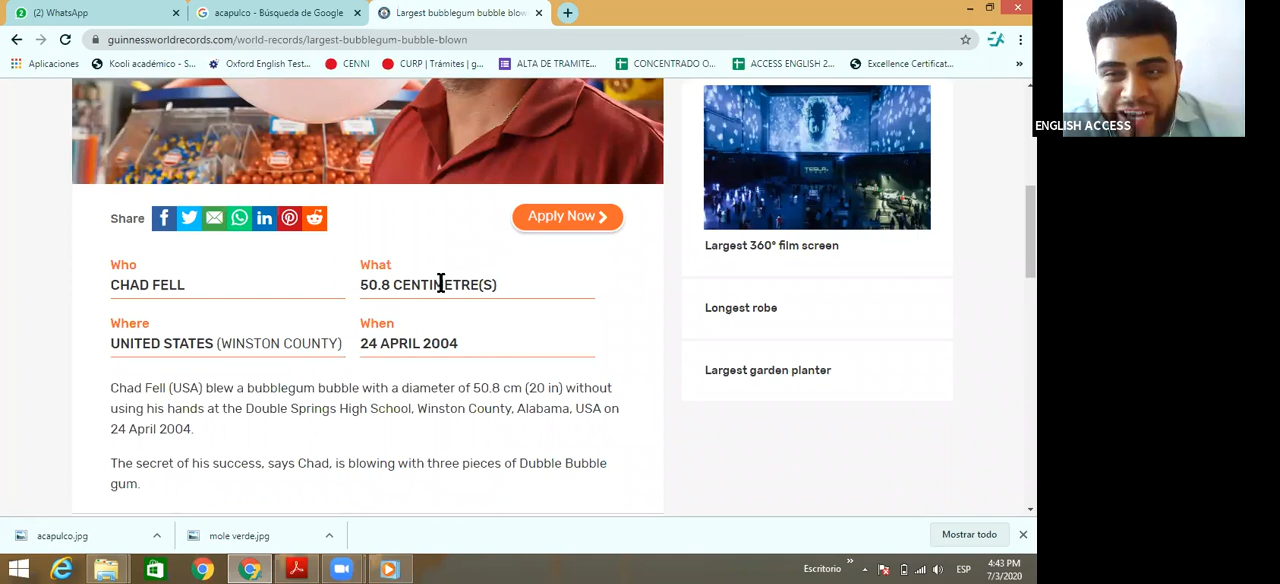 (2) WhatsApp
acapulco - Búsqueda de Google
Largest bubblegum bubble blow
guinnessworldrecords.com/world-records/largest-bubblegum-bubble-blown
Aplicaciones
Kooli académico - S...
Oxford English Test...
CENNI
CURP | Trámites | g...
ALTA DE TRAMITE...
CONCENTRADO O...
ACCESS ENGLISH 2...
Excellence Certificat...
»
ENGLISH ACCESS
TESLA
Share
Apply Now
Largest 360° film screen
Who
CHAD FELL
What
50.8 CENTIMETRE(S)
Longest robe
Where
UNITED STATES (WINSTON COUNTY)
When
24 APRIL 2004
Largest garden planter
Chad Fell (USA) blew a bubblegum bubble with a diameter of 50.8 cm (20 in) without
using his hands at the Double Springs High School, Winston County, Alabama, USA on
24 April 2004.
The secret of his success, says Chad, is blowing with three pieces of Dubble Bubble
gum.
acapulco.jpg
mole verde.jpg
Mostrar todo
Escritorio
»
ESP
4:43 PM
7/3/2020